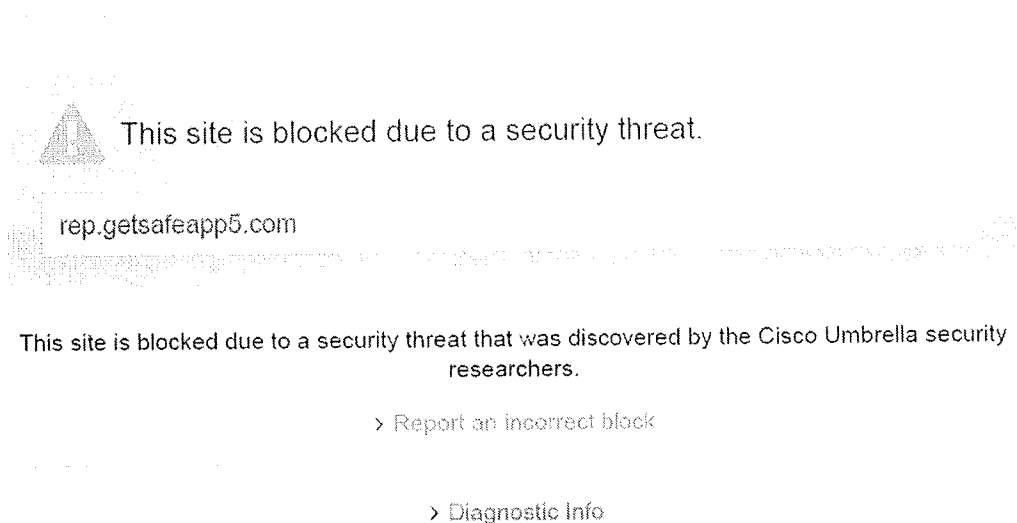 This site is blocked due to a security threat.
rep.getsafeapp5.com
This site is blocked due to a security threat that was discovered by the Cisco Umbrella security
researchers.
> Report an incorrect block
> Diagnostic Info